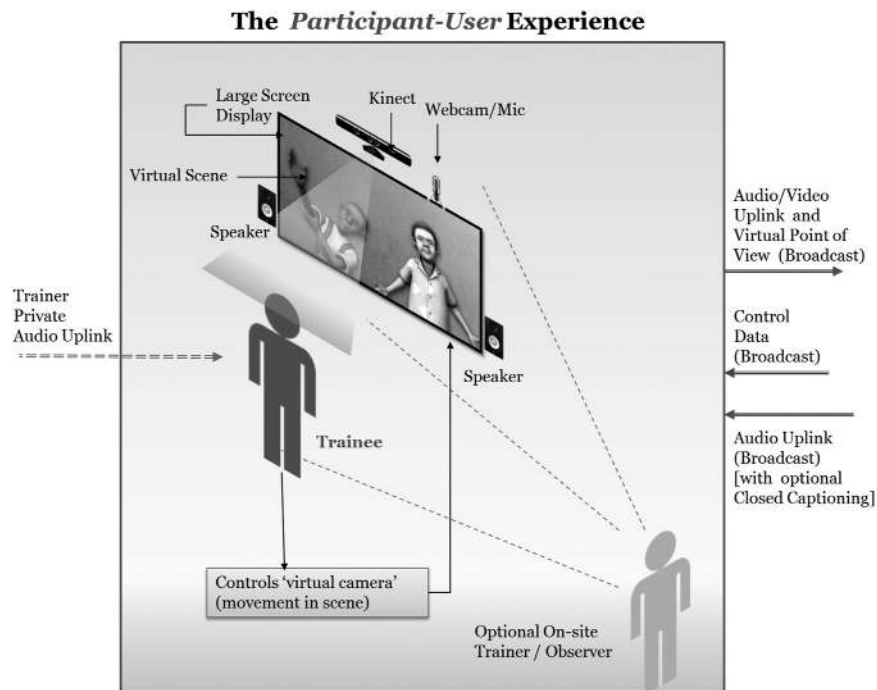 The Participant-User Experience
Large Screen
Display
Kinect
Webcam/Mic
Virtual Scene
Speaker
Audio/Video
Uplink and
Virtual Point of
View (Broadcast)
Trainer
Private
Audio Uplink
Control
Data
(Broadcast)
Speaker
Trainee
Audio Uplink
(Broadcast)
[with optional
Closed Captioning]
Controls ‘virtual camera’
(movement in scene)
Optional On-site
Trainer / Observer